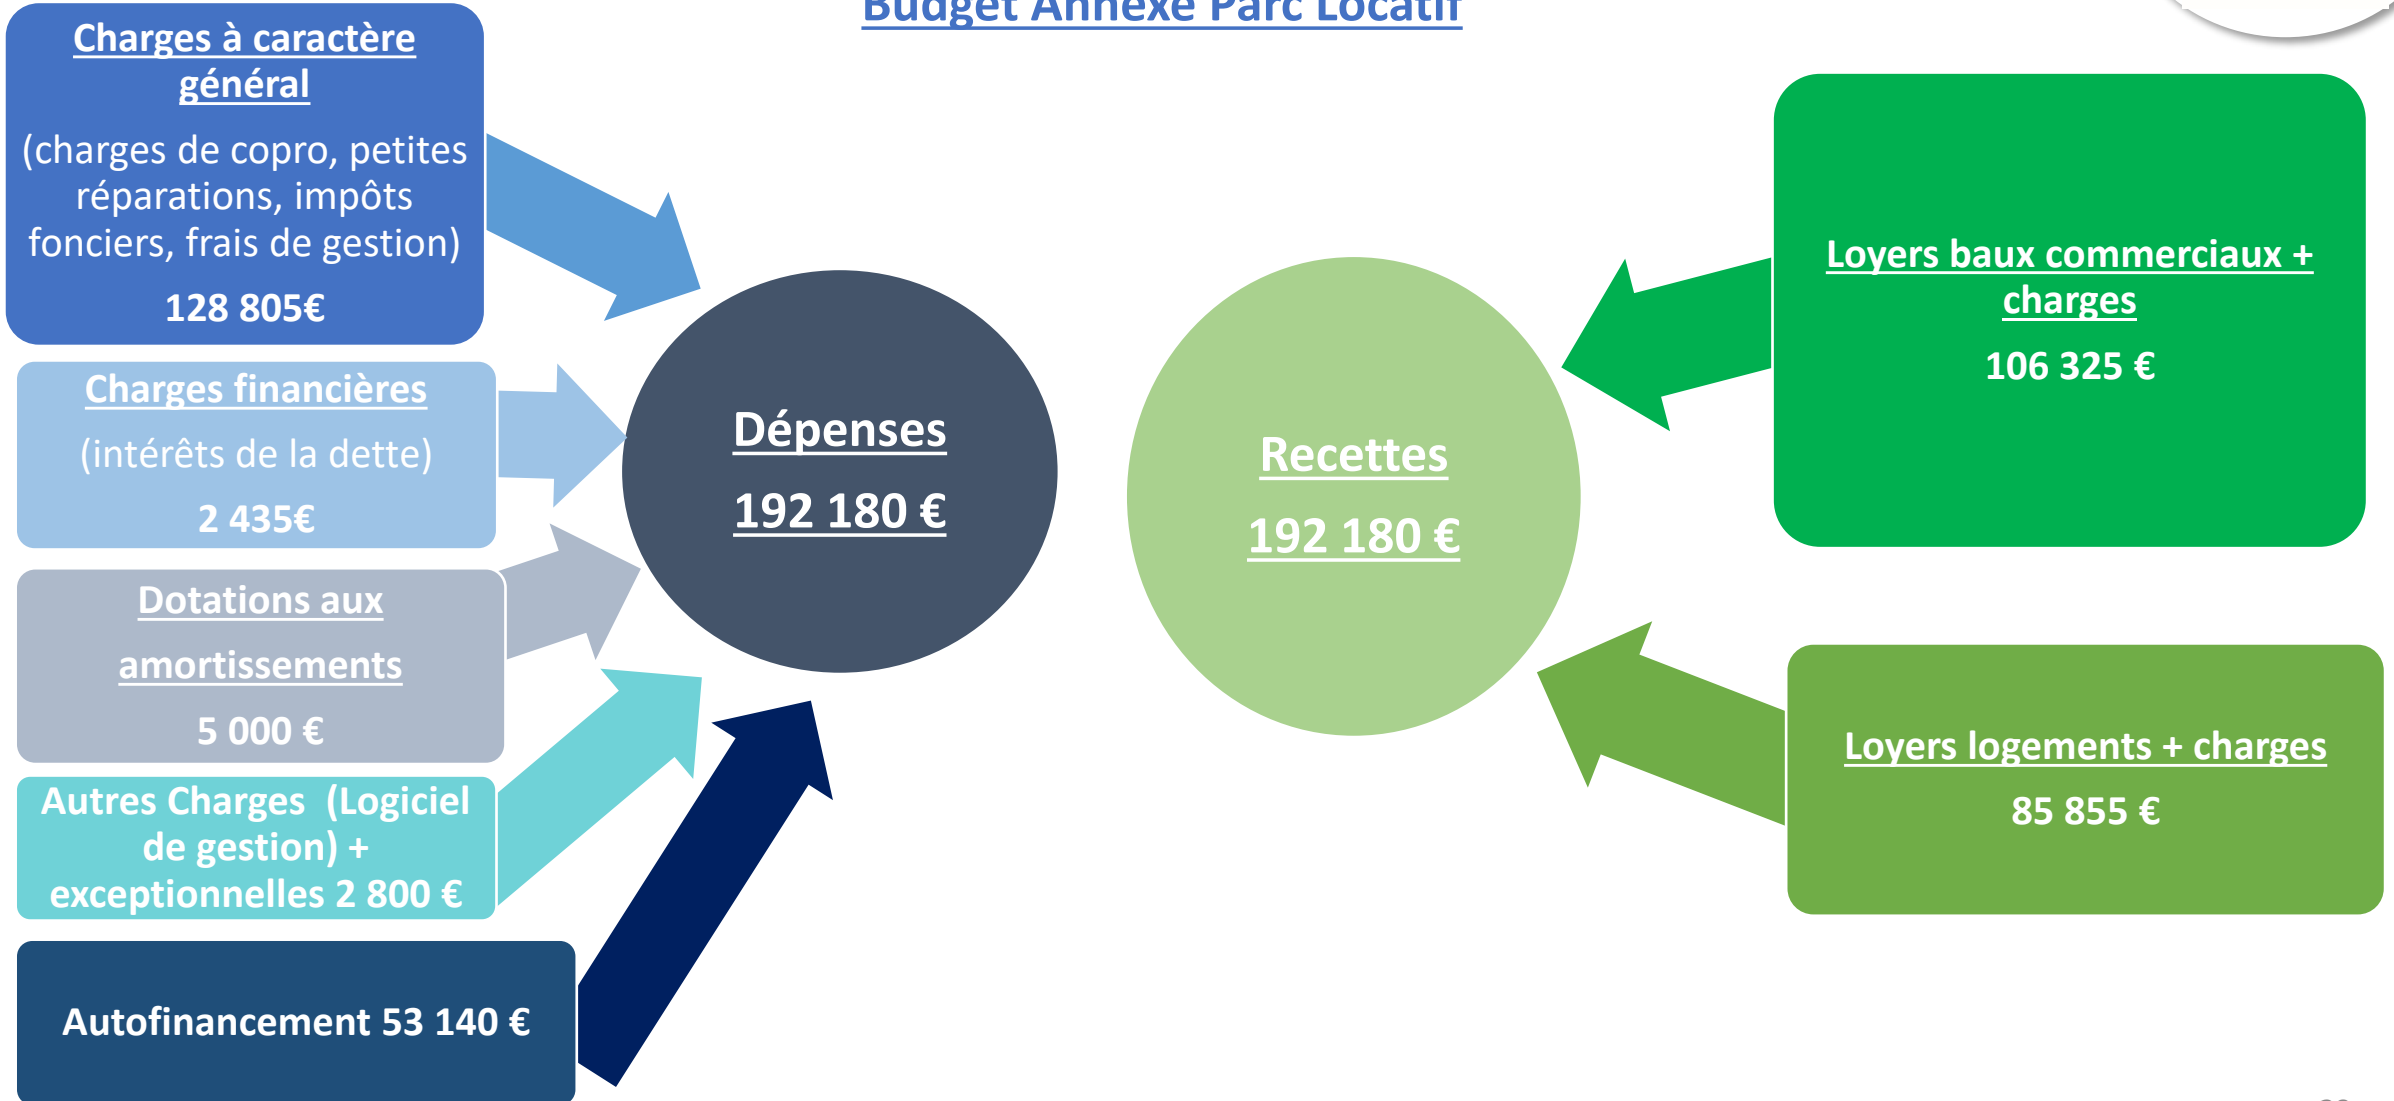 Budget Annexe Parc Locatif
Charges à caractère
général
(charges de copro, petites
réparations, impôts
fonciers, frais de gestion)
128 805€
Charges financières
(intérêts de la dette)
2 435€
Dotations aux
amortissements
5 000 €
Autres Charges  (Logiciel
de gestion) +
exceptionnelles 2 800 €
Autofinancement 53 140 €
Dépenses
192 180 €
Recettes
192 180 €
Loyers baux commerciaux +
charges
106 325 €
Loyers logements + charges
85 855 €